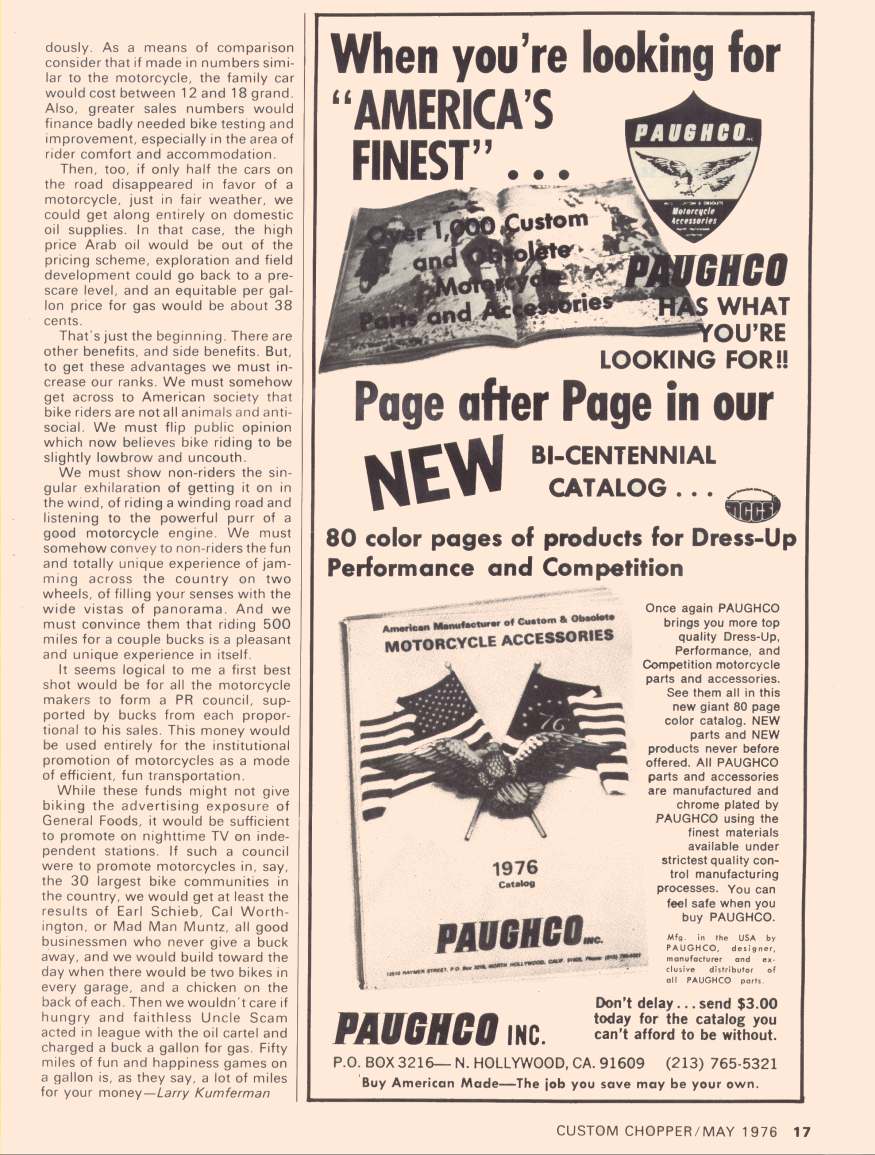 dously. As a means of comparison
consider that if made in numbers simi-
lar to the motorcycle, the family car
would cost between 12 and 18 grand.
Also, greater sales numbers would
finance badly needed bike testing and
improvement, especially in the area of
rider comfort and accommodation.
Then, too, if only half the cars on
the road disappeared in favor of a
motorcycle, just in fair weather, we
could get along entirely on domestic
oil supplies. In that case, the high
price Arab oil would be out of the
pricing scheme, exploration and field
development could go back to a pre-
scare level, and an equitable per gal-
lon price for gas would be about 38
cents.
That's just the beginning. There are
other benefits, and side benefits. But,
to get these advantages we must in-
crease our ranks. We must somehow
get across to American society that
bike riders are not all animals and anti-
social. We must flip public opinion
which now believes bike riding to be
slightly lowbrow and uncouth.
We must show non-riders the sin-
gular exhilaration of getting it on in
the wind, of riding a winding road and
listening to the powerful purr of a
good motorcycle engine. We must
somehow convey to non-riders the fun
and totally unique experience of jam-
ming across the country on two
wheels, of filling your senses with the
wide vistas of panorama. And we
must convince them that riding 500
miles for a couple bucks is a pleasant
and unique experience in itself.
It seems logical to me a first best
shot would be for all the motorcycle
makers to form a PR council, sup-
ported by bucks from each propor-
tional to his sales. This money would
be used entirely for the institutional
promotion of motorcycles as a mode
of efficient, fun transportation.
While these funds might not give
biking the advertising exposure of
General Foods, it would be sufficient
to promote on nighttime TV on inde-
pendent stations. If such a council
were to promote motorcycles in, say,
the 30 largest bike communities in
the country, we would get at least the
results of Earl Schieb, Cal Worth-
ington, or Mad Man Muntz, all good
businessmen who never give a buck
away, and we would build toward the
day when there would be two bikes in
every garage, and a chicken on the
back of each. Then we wouldn't care if
hungry and faithless Uncle Scam
acted in league with the oil cartel and
charged a buck a gallon for gas. Fifty
miles of fun and happiness games on
a gallon is, as they say, a lot of miles
for your money—Larry Kumferman
When you're looking for
"AMERICA'S
FINEST" ...
PAUGHCO INC
Motorcycle
Accessories
Over 1,000 Custom
and Obsolete
Motorcycle
Parts and Accessories
PAUGHCO
HAS WHAT
YOU'RE
LOOKING FOR!!
Page after Page in our
NEW
BI-CENTENNIAL
CATALOG ...
80 color pages of products for Dress-Up
Performance and Competition
American Manufacturer of Custom & Obsolete
MOTORCYCLE ACCESSORIES
76
1976
Catalog
PAUGHCO INC.
Once again PAUGHCO
brings you more top
quality Dress-Up,
Performance, and
Competition motorcycle
parts and accessories.
See them all in this
new giant 80 page
color catalog. NEW
parts and NEW
products never before
offered. All PAUGHCO
parts and accessories
are manufactured and
chrome plated by
PAUGHCO using the
finest materials
available under
strictest quality con-
trol manufacturing
processes. You can
feel safe when you
buy PAUGHCO.
Mfg. in the USA by
PAUGHCO, designer,
manufacturer and ex-
clusive distributor of
all PAUGHCO parts.
Don't delay... send $3.00
today for the catalog you
can't afford to be without.
PAUGHCO INC.
P.O. BOX 3216— N. HOLLYWOOD, CA. 91609 (213) 765-5321
Buy American Made—The job you save may be your own.
CUSTOM CHOPPER/MAY 1976 17